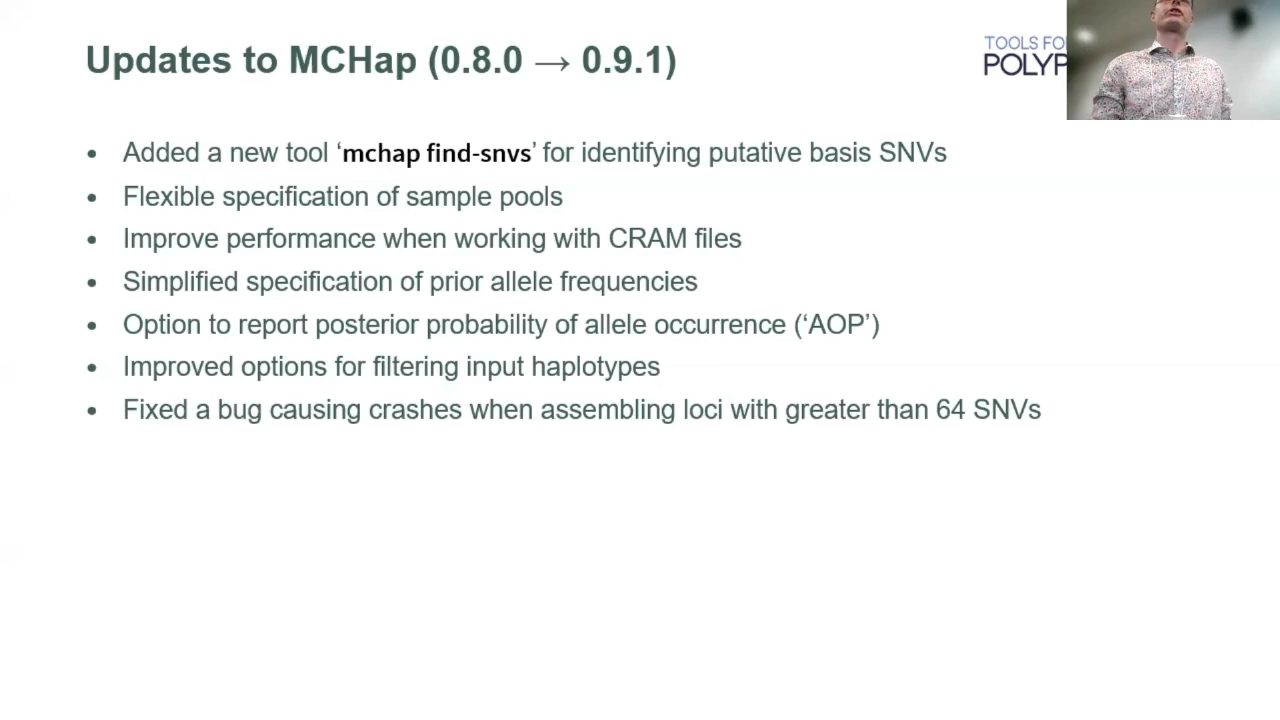 Updates to MCHap (0.8.0 → 0.9.1)
TOOLS FO
POLYP
• Added a new tool ‘mchap find-snvs’ for identifying putative basis SNVs
• Flexible specification of sample pools
• Improve performance when working with CRAM files
• Simplified specification of prior allele frequencies
• Option to report posterior probability of allele occurrence (‘AOP’)
• Improved options for filtering input haplotypes
• Fixed a bug causing crashes when assembling loci with greater than 64 SNVs